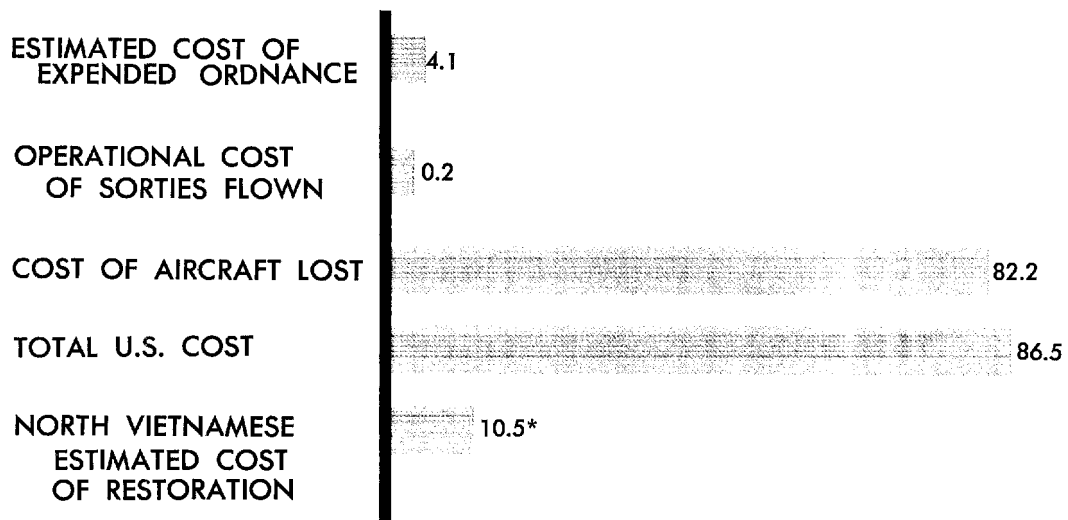 ESTIMATED COST OF
EXPENDED ORDNANCE
4.1
OPERATIONAL COST
OF SORTIES FLOWN
0.2
COST OF AIRCRAFT LOST
82.2
TOTAL U.S. COST
86.5
NORTH VIETNAMESE
ESTIMATED COST
OF RESTORATION
10.5*